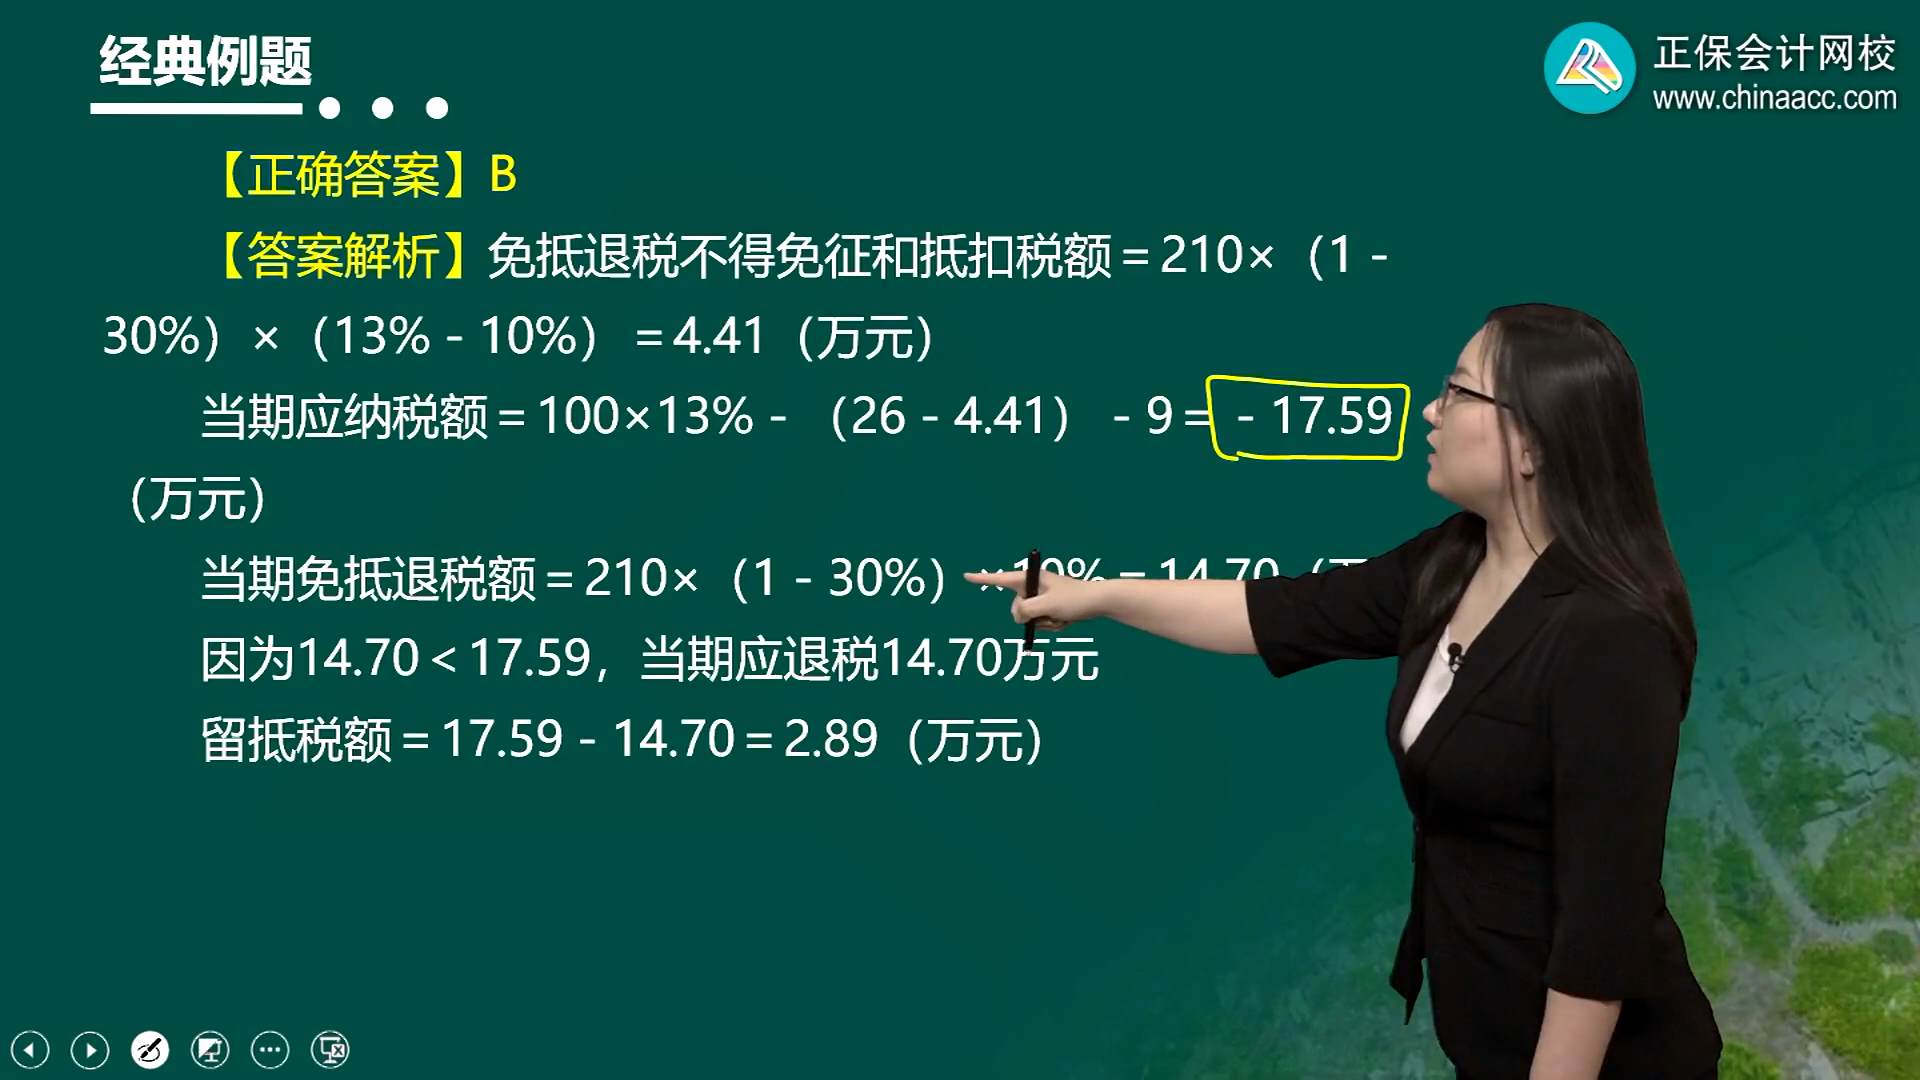 经典例题
正保会计网校
www.chinaacc.com
【正确答案】B
【答案解析】免抵退税不得免征和抵扣税额＝210×（1－
30%）×（13%－10%）＝4.41（万元）
当期应纳税额＝100×13%－（26－4.41）－9＝－17.59
（万元）
当期免抵退税额＝210×（1－30%）×10%＝14.70（万
因为14.70＜17.59，当期应退税14.70万元
留抵税额＝17.59－14.70＝2.89（万元）